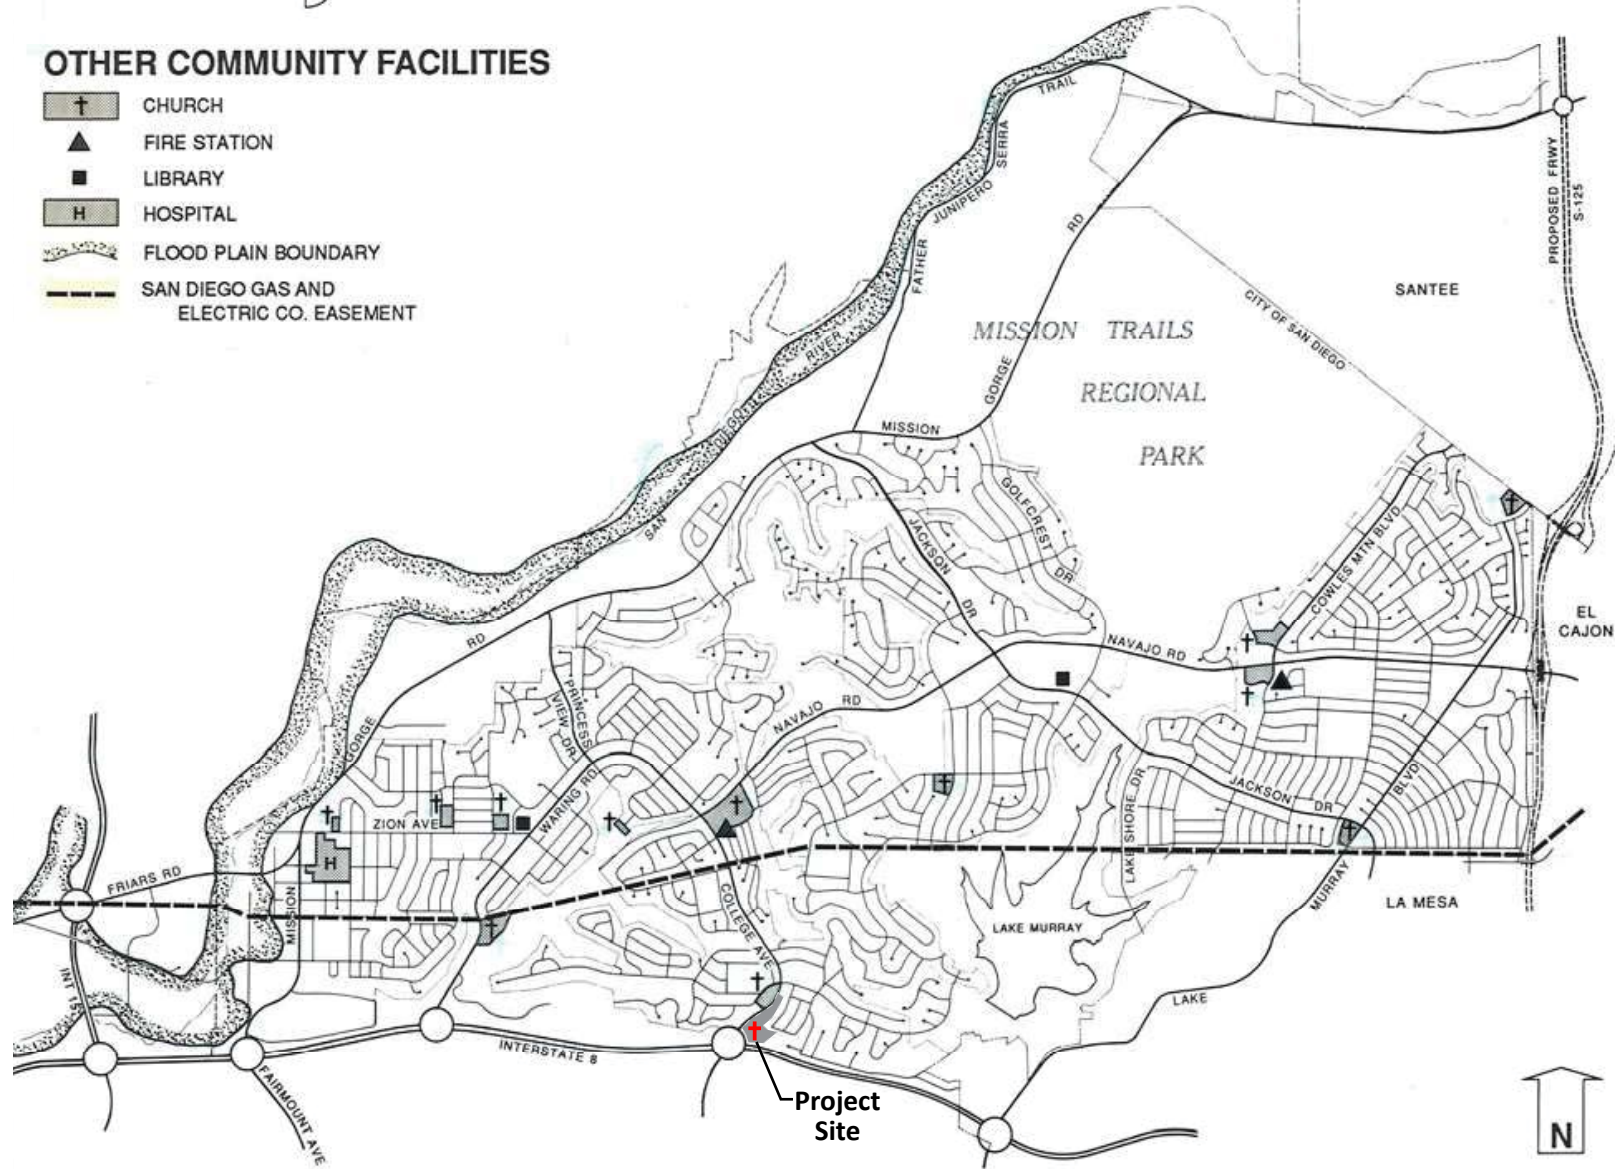 OTHER COMMUNITY FACILITIES
CHURCH
FIRE STATION
LIBRARY
H
HOSPITAL
FLOOD PLAIN BOUNDARY
SAN DIEGO GAS AND
ELECTRIC CO. EASEMENT
TRAIL
SERRA
JUNIPERO
FATHER
RD
GORGE
MISSION
PROPOSED FRWY
S-125
SANTEE
CITY OF SAN DIEGO
MISSION TRAILS
REGIONAL
PARK
RIVER
DIEGO
SAN
GOLFCREST
DR
JACKSON
DR
COWLES MTN BLVD
EL
CAJON
NAVAJO RD
RD
GORGE
PRINCESS
VIEW DR
NAVAJO RD
WARING RD
ZION AVE
H
FRIARS RD
MISSION
COLLEGE AVE
LAKE SHORE DR
JACKSON DR
BLVD
MURRAY
LAKE
LA MESA
LAKE MURRAY
INT 15
INTERSTATE 8
FAIRMOUNT AVE
Project
Site
N